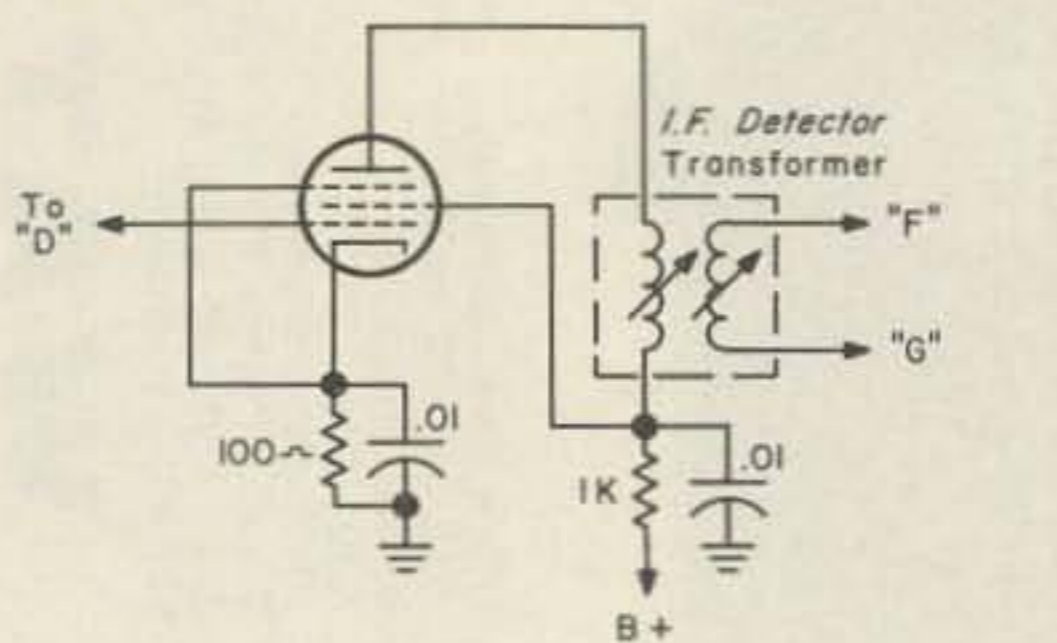 I.F. Detector
Transformer
To
"D"
"F"
"G"
.01
100~
.01
1K
B+